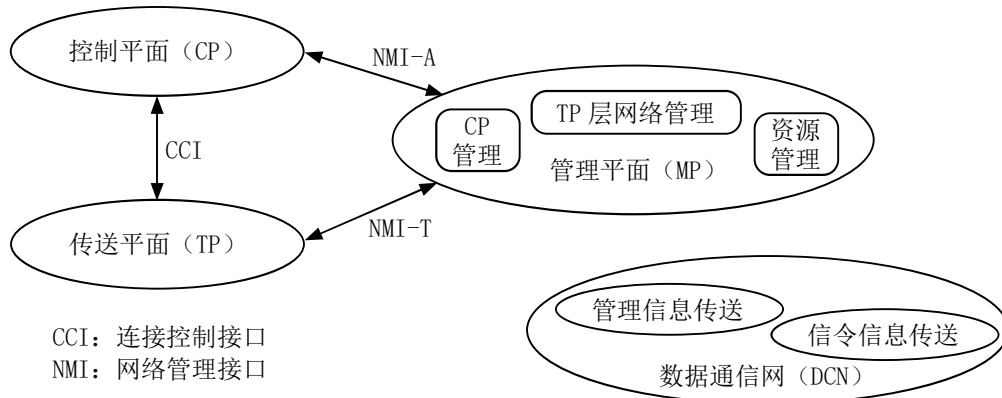 控制平面（CP）
NMI-A
CP
管理
TP 层网络管理
资源
管理
管理平面（MP）
CCI
传送平面（TP）
NMI-T
管理信息传送
信令信息传送
数据通信网（DCN）
CCI：连接控制接口
NMI：网络管理接口